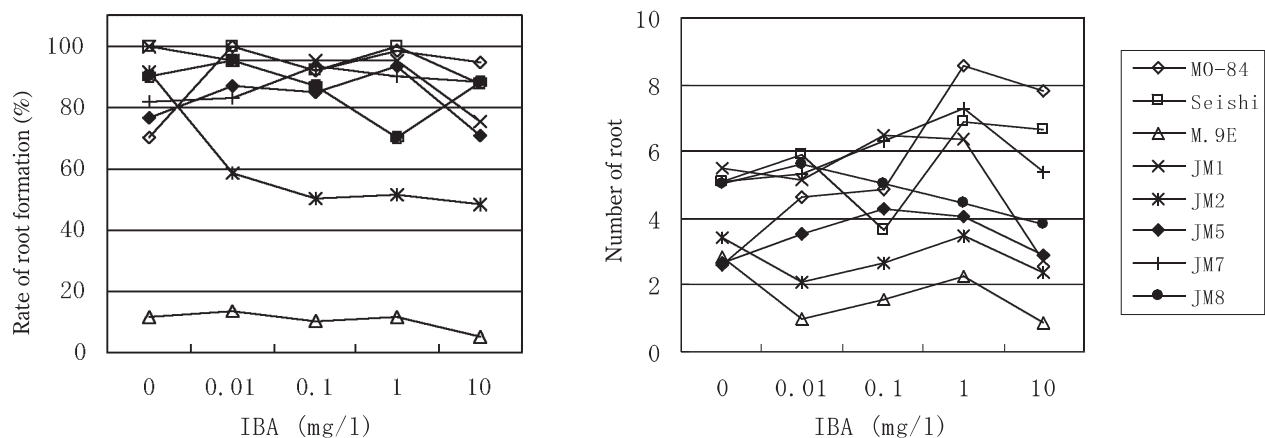 Rate of root formation (%)
100
80
60
40
20
0
0 0.01 0.1 1 10
IBA (mg/l)
Number of root
10
8
6
4
2
0
0 0.01 0.1 1 10
IBA (mg/l)
MO-84
Seishi
M.9E
JM1
JM2
JM5
JM7
JM8